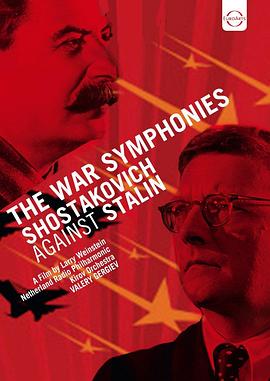 EUROARTS
THE WAR SYMPHONIES
SHOSTAKOVICH
AGAINST STALIN
A Film by Larry Weinstein
Netherland Radio Philharmonic
Kirov Orchestra
VALERY GERGIEV